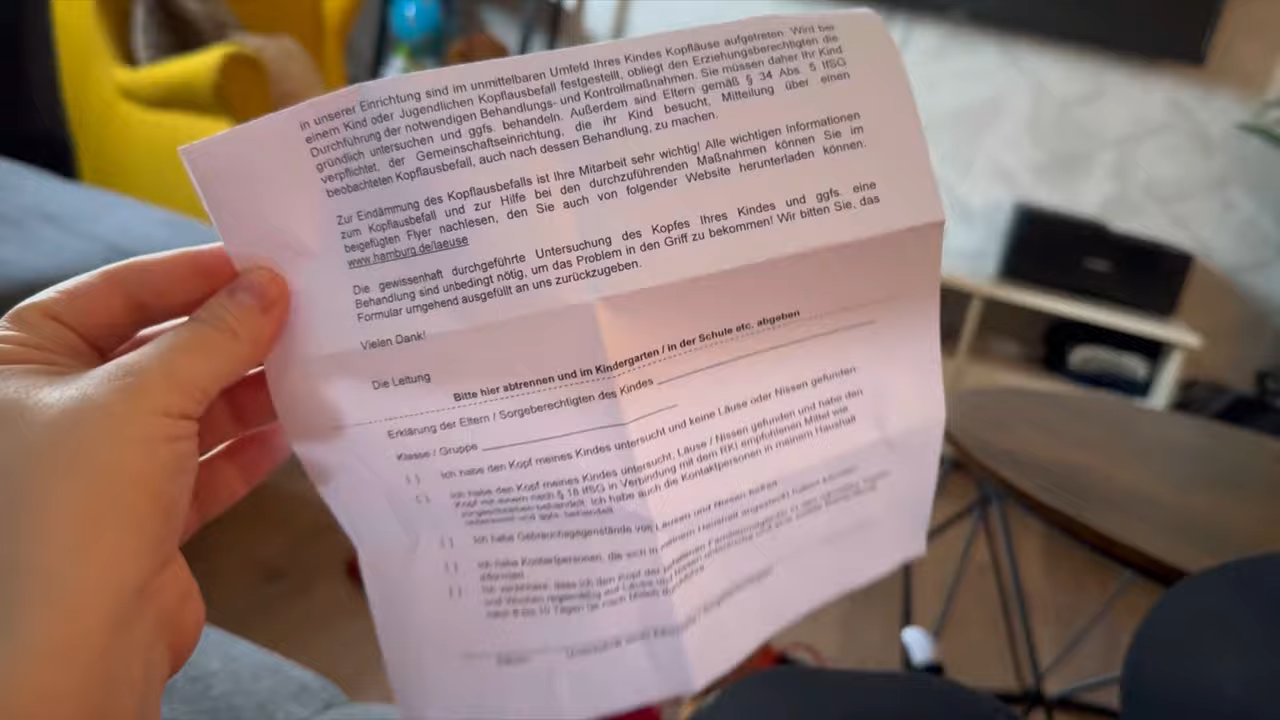 in unserer Einrichtung sind im unmittelbaren Umfeld Ihres Kindes Kopfläuse aufgetreten. Wird bei
einem Kind oder Jugendlichen Kopflausbefall festgestellt, obliegt den Erziehungsberechtigten die
Durchführung der notwendigen Behandlungs- und Kontrollmaßnahmen. Sie müssen daher Ihr Kind
gründlich untersuchen und ggfs. behandeln. Außerdem sind Eltern gemäß § 34 Abs. 5 IfSG
verpflichtet, der Gemeinschaftseinrichtung, die ihr Kind besucht, Mitteilung über einen
beobachteten Kopflausbefall, auch nach dessen Behandlung, zu machen.
Zur Eindämmung des Kopflausbefalls ist Ihre Mitarbeit sehr wichtig! Alle wichtigen Informationen
zum Kopflausbefall und zur Hilfe bei den durchzuführenden Maßnahmen können Sie im
beigefügten Flyer nachlesen, den Sie auch von folgender Website herunterladen können.
www.hamburg.de/laeuse
Die gewissenhaft durchgeführte Untersuchung des Kopfes Ihres Kindes und ggfs. eine
Behandlung sind unbedingt nötig, um das Problem in den Griff zu bekommen! Wir bitten Sie, das
Formular umgehend ausgefüllt an uns zurückzugeben.
Vielen Dank!
Die Leitung
Bitte hier abtrennen und im Kindergarten / in der Schule etc. abgeben
Erklärung der Eltern / Sorgeberechtigten des Kindes
Klasse / Gruppe
( ) Ich habe den Kopf meines Kindes untersucht und keine Läuse oder Nissen gefunden
( ) Ich habe den Kopf meines Kindes untersucht, Läuse / Nissen gefunden und habe den
Kopf mit einem nach § 18 IfSG in Verbindung mit dem RKI empfohlenen Mittel wie
behandelt. Ich habe auch die Kontaktpersonen in meinem Haushalt
untersucht und ggfs. behandelt
( ) Ich habe Gebrauchsgegenstände von Läusen und Nissen befreit
( ) Ich habe Kontaktpersonen, die sich in meinem Haushalt
( )